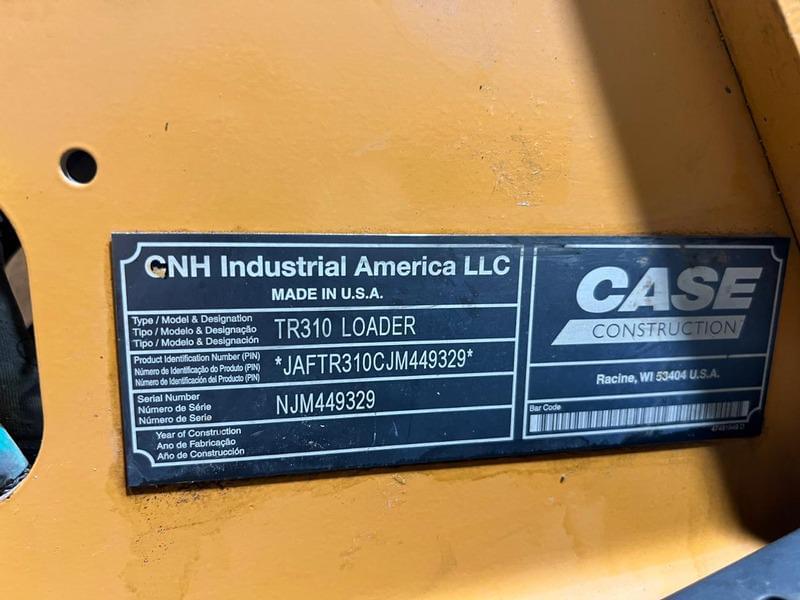 CNH Industrial America LLC
MADE IN U.S.A.
Type / Model & Designation
Tipo / Modelo & Designação
Tipo / Modelo & Designación
TR310 LOADER
Product Identification Number (PIN)
Número de Identificação do Produto (PIN)
Número de Identificación del Producto (PIN)
*JAFTR310CJM449329*
Serial Number
Número de Série
Número de Serie
NJM449329
Year of Construction
Ano de Fabricação
Año de Construcción
CASE
CONSTRUCTION
Racine, WI 53404 U.S.A.
Bar Code